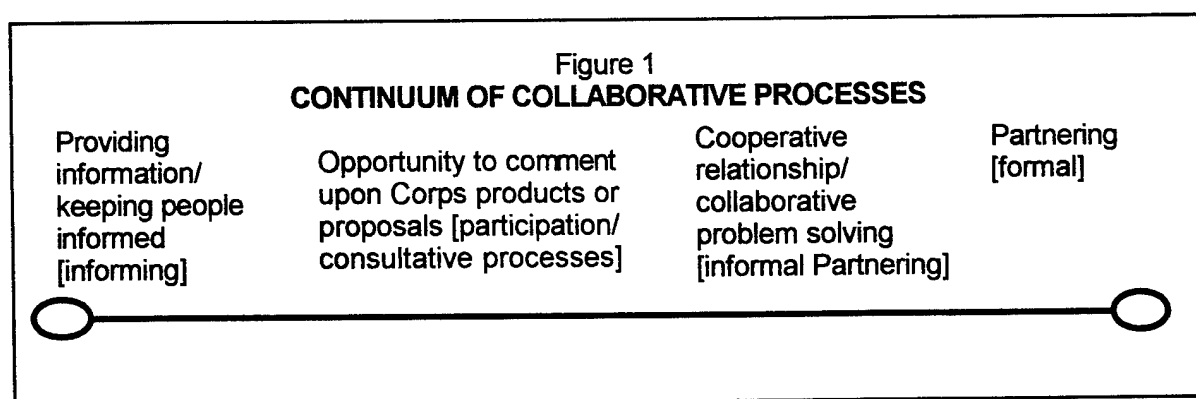 Figure 1
CONTINUUM OF COLLABORATIVE PROCESSES
Providing
information/
keeping people
informed
[informing]
Opportunity to comment
upon Corps products or
proposals [participation/
consultative processes]
Cooperative
relationship/
collaborative
problem solving
[informal Partnering]
Partnering
[formal]